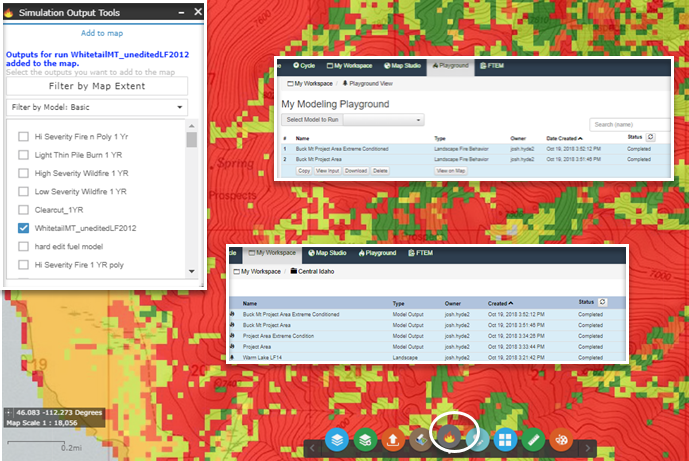 Simulation Output Tools
Add to map
Outputs for run WhitetailMT_uneditedLF2012 added to the map.
Select the outputs you want to add to the map
Filter by Map Extent
Filter by Model: Basic
Hi Severity Fire n Poly 1 Yr
Light Thin Pile Burn 1 YR
High Severity Wildfire 1 YR
Low Severity Wildfire 1 YR
Clearcut_1YR
WhitetailMT_uneditedLF2012
hard edit fuel model
Hi Severity Fire 1 YR poly
Cycle My Workspace Map Studio Playground FTEM
My Workspace / Playground View
My Modeling Playground
Select Model to Run
Search (name)
# Name Type Owner Date Created Status
1 Buck Mt Project Area Extreme Conditioned Landscape Fire Behavior josh.hyde2 Oct 19, 2018 3:52:12 PM Completed
2 Buck Mt Project Area Landscape Fire Behavior josh.hyde2 Oct 19, 2018 3:51:46 PM Completed
Copy View Input Download Delete View on Map
My Workspace Map Studio Playground FTEM
My Workspace / Central Idaho
Name Type Owner Created Status
Buck Mt Project Area Extreme Conditioned Model Output josh.hyde2 Oct 19, 2018 3:52:12 PM Completed
Buck Mt Project Area Model Output josh.hyde2 Oct 19, 2018 3:51:46 PM Completed
Project Area Extreme Condition Model Output josh.hyde2 Oct 19, 2018 3:34:26 PM Completed
Project Area Model Output josh.hyde2 Oct 19, 2018 3:33:44 PM Completed
Warm Lake LF14 Landscape josh.hyde2 Oct 19, 2018 3:21:42 PM Completed
Spring
Prospects
7000
19
20
46.083 -112.273 Degrees
Map Scale 1 : 18,056
0.2mi